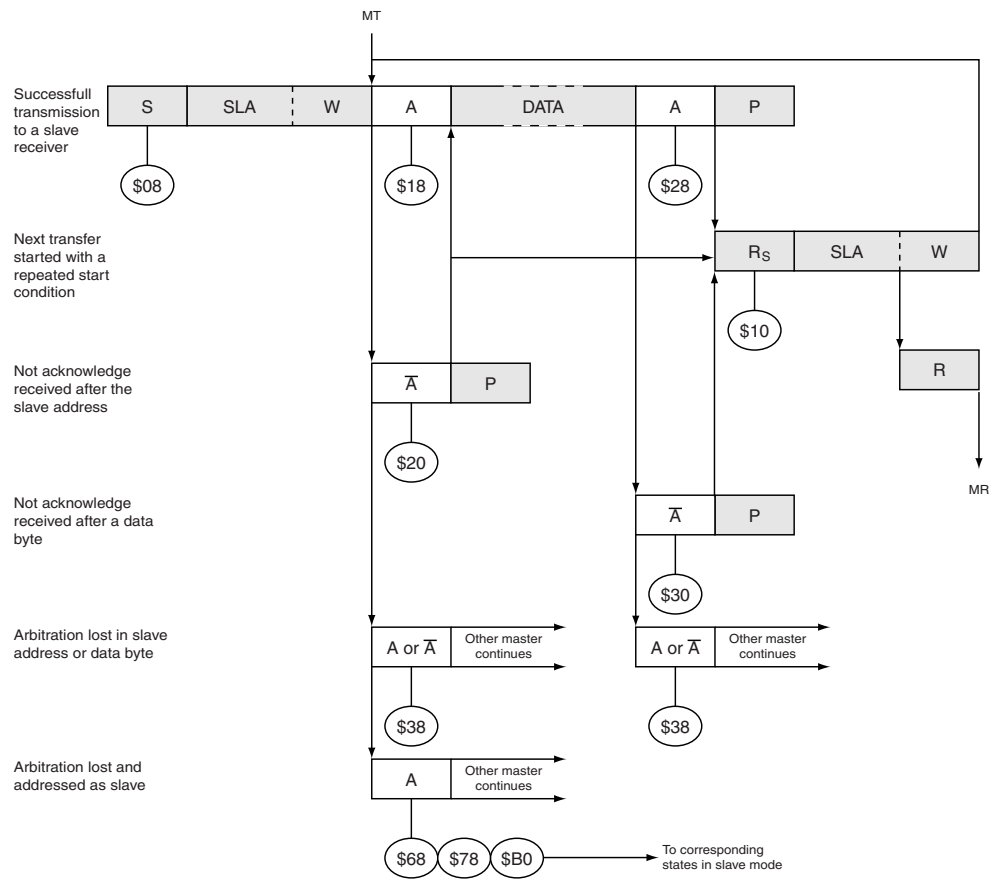 MT
Successfull
transmission
to a slave
receiver
S SLA W A DATA A P
$08 $18 $28
Next transfer
started with a
repeated start
condition
RS SLA W
$10
Not acknowledge
received after the
slave address
A̅ P
R
$20
MR
Not acknowledge
received after a data
byte
A̅ P
$30
Arbitration lost in slave
address or data byte
A or A̅
Other master
continues
A or A̅
Other master
continues
$38 $38
Arbitration lost and
addressed as slave
A
Other master
continues
$68 $78 $B0
To corresponding
states in slave mode